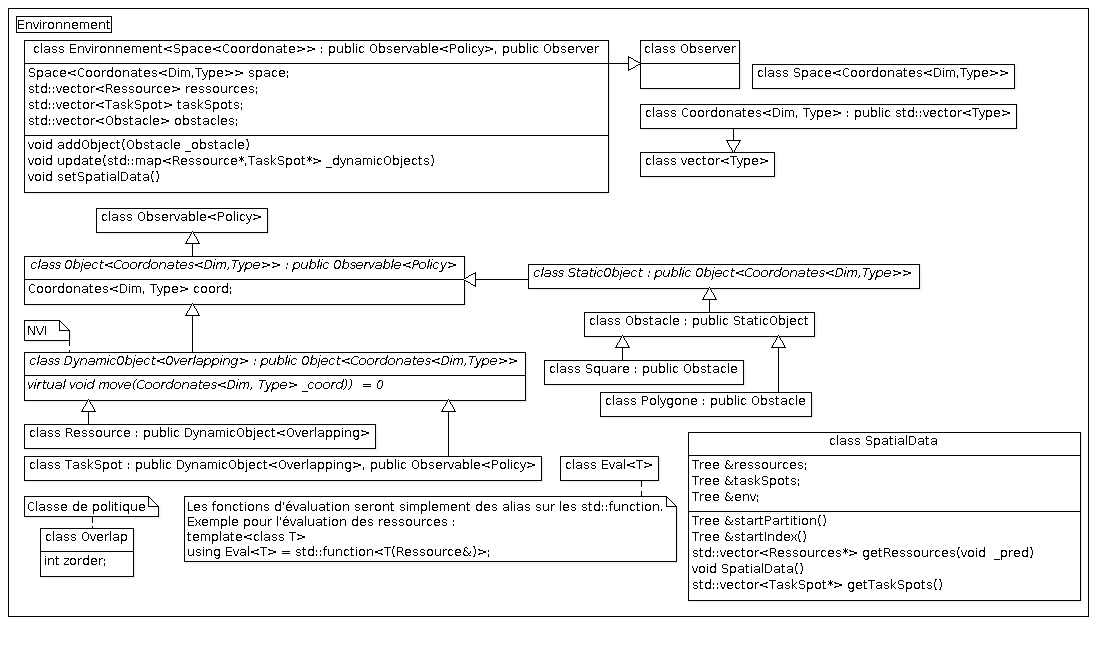 Environnement
class Environnement<Space<Coordonate>> : public Observable<Policy>, public Observer
Space<Coordonates<Dim,Type>> space;
std::vector<Ressource> ressources;
std::vector<TaskSpot> taskSpots;
std::vector<Obstacle> obstacles;
void addObject(Obstacle _obstacle)
void update(std::map<Ressource*,TaskSpot*> _dynamicObjects)
void setSpatialData()
class Observer
class Space<Coordonates<Dim,Type>>
class Coordonates<Dim, Type> : public std::vector<Type>
class vector<Type>
class Observable<Policy>
class Object<Coordonates<Dim,Type>> : public Observable<Policy>
Coordonates<Dim, Type> coord;
class StaticObject : public Object<Coordonates<Dim,Type>>
class Obstacle : public StaticObject
NVI
class DynamicObject<Overlapping> : public Object<Coordonates<Dim,Type>>
virtual void move(Coordonates<Dim, Type> _coord)) = 0
class Square : public Obstacle
class Polygone : public Obstacle
class Ressource : public DynamicObject<Overlapping>
class TaskSpot : public DynamicObject<Overlapping>, public Observable<Policy>
class Eval<T>
class SpatialData
Tree &ressources;
Tree &taskSpots;
Tree &env;
Tree &startPartition()
Tree &startIndex()
std::vector<Ressources*> getRessources(void _pred)
void SpatialData()
std::vector<TaskSpot*> getTaskSpots()
Classe de politique
class Overlap
int zorder;
Les fonctions d'évaluation seront simplement des alias sur les std::function.
Exemple pour l'évaluation des ressources :
template<class T>
using Eval<T> = std::function<T(Ressource&)>;